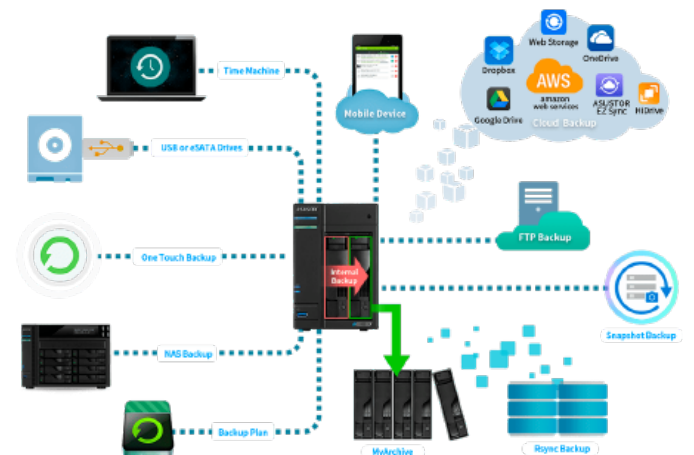 Time Machine
USB or eSATA Drives
One Touch Backup
NAS Backup
Backup Plan
Mobile Device
Web Storage
OneDrive
Dropbox
AWS
amazon
web services
Google Drive
ASUSTOR
EZ Sync
HiDrive
Cloud Backup
FTP Backup
Internal
Backup
Snapshot Backup
MyArchive
Rsync Backup